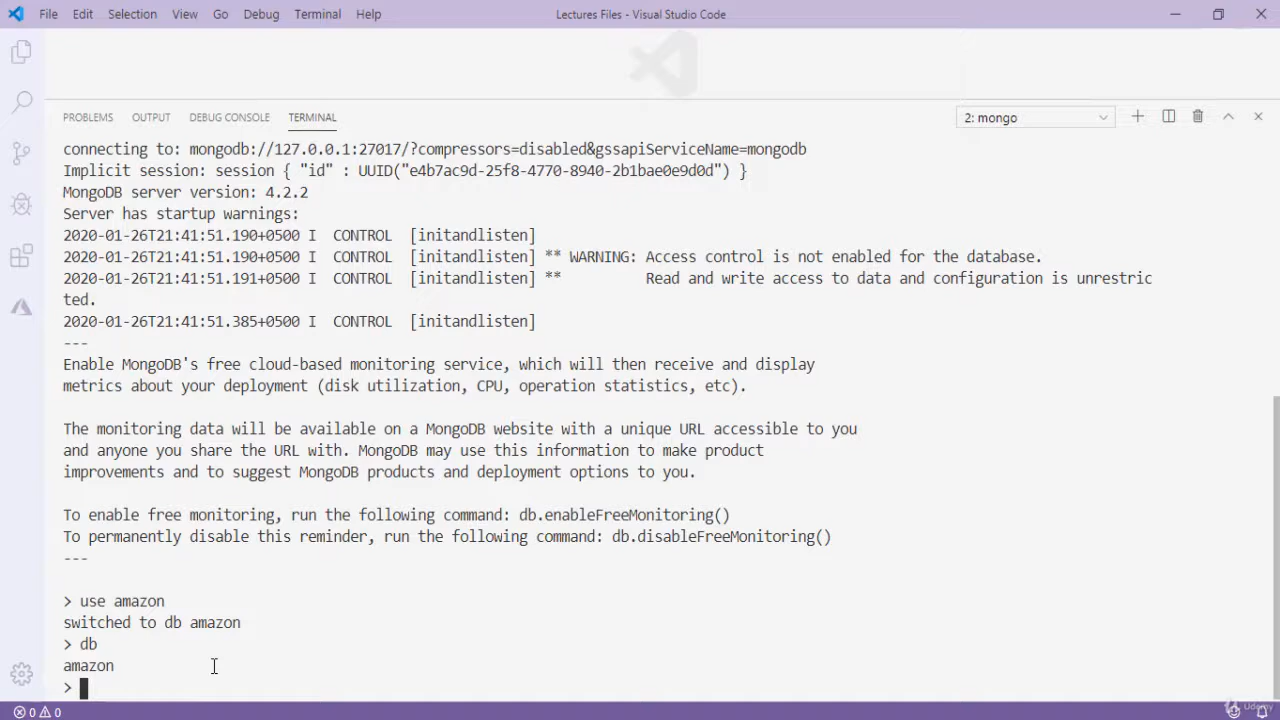 File Edit Selection View Go Debug Terminal Help Lectures Files - Visual Studio Code
PROBLEMS OUTPUT DEBUG CONSOLE TERMINAL 2: mongo
connecting to: mongodb://127.0.0.1:27017/?compressors=disabled&gssapiServiceName=mongodb
Implicit session: session { "id" : UUID("e4b7ac9d-25f8-4770-8940-2b1bae0e9d0d") }
MongoDB server version: 4.2.2
Server has startup warnings:
2020-01-26T21:41:51.190+0500 I  CONTROL  [initandlisten]
2020-01-26T21:41:51.190+0500 I  CONTROL  [initandlisten] ** WARNING: Access control is not enabled for the database.
2020-01-26T21:41:51.191+0500 I  CONTROL  [initandlisten] **          Read and write access to data and configuration is unrestric
ted.
2020-01-26T21:41:51.385+0500 I  CONTROL  [initandlisten]
---
Enable MongoDB's free cloud-based monitoring service, which will then receive and display
metrics about your deployment (disk utilization, CPU, operation statistics, etc).
The monitoring data will be available on a MongoDB website with a unique URL accessible to you
and anyone you share the URL with. MongoDB may use this information to make product
improvements and to suggest MongoDB products and deployment options to you.
To enable free monitoring, run the following command: db.enableFreeMonitoring()
To permanently disable this reminder, run the following command: db.disableFreeMonitoring()
---
> use amazon
switched to db amazon
> db
amazon
>
0 0 Udemy